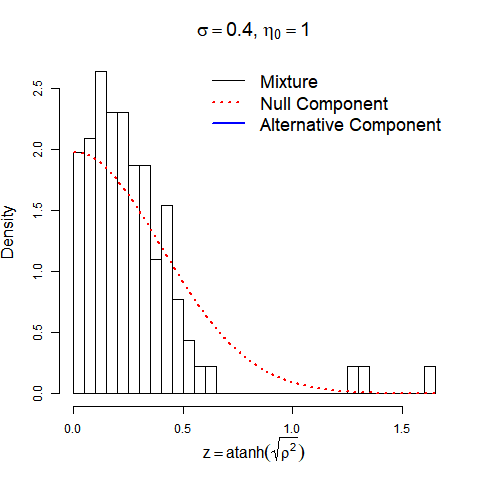 σ = 0.4, η₀ = 1
Mixture
Null Component
Alternative Component
Density
0.0 0.5 1.0 1.5 2.0 2.5
0.0 0.5 1.0 1.5
z = atanh(√ρ²)